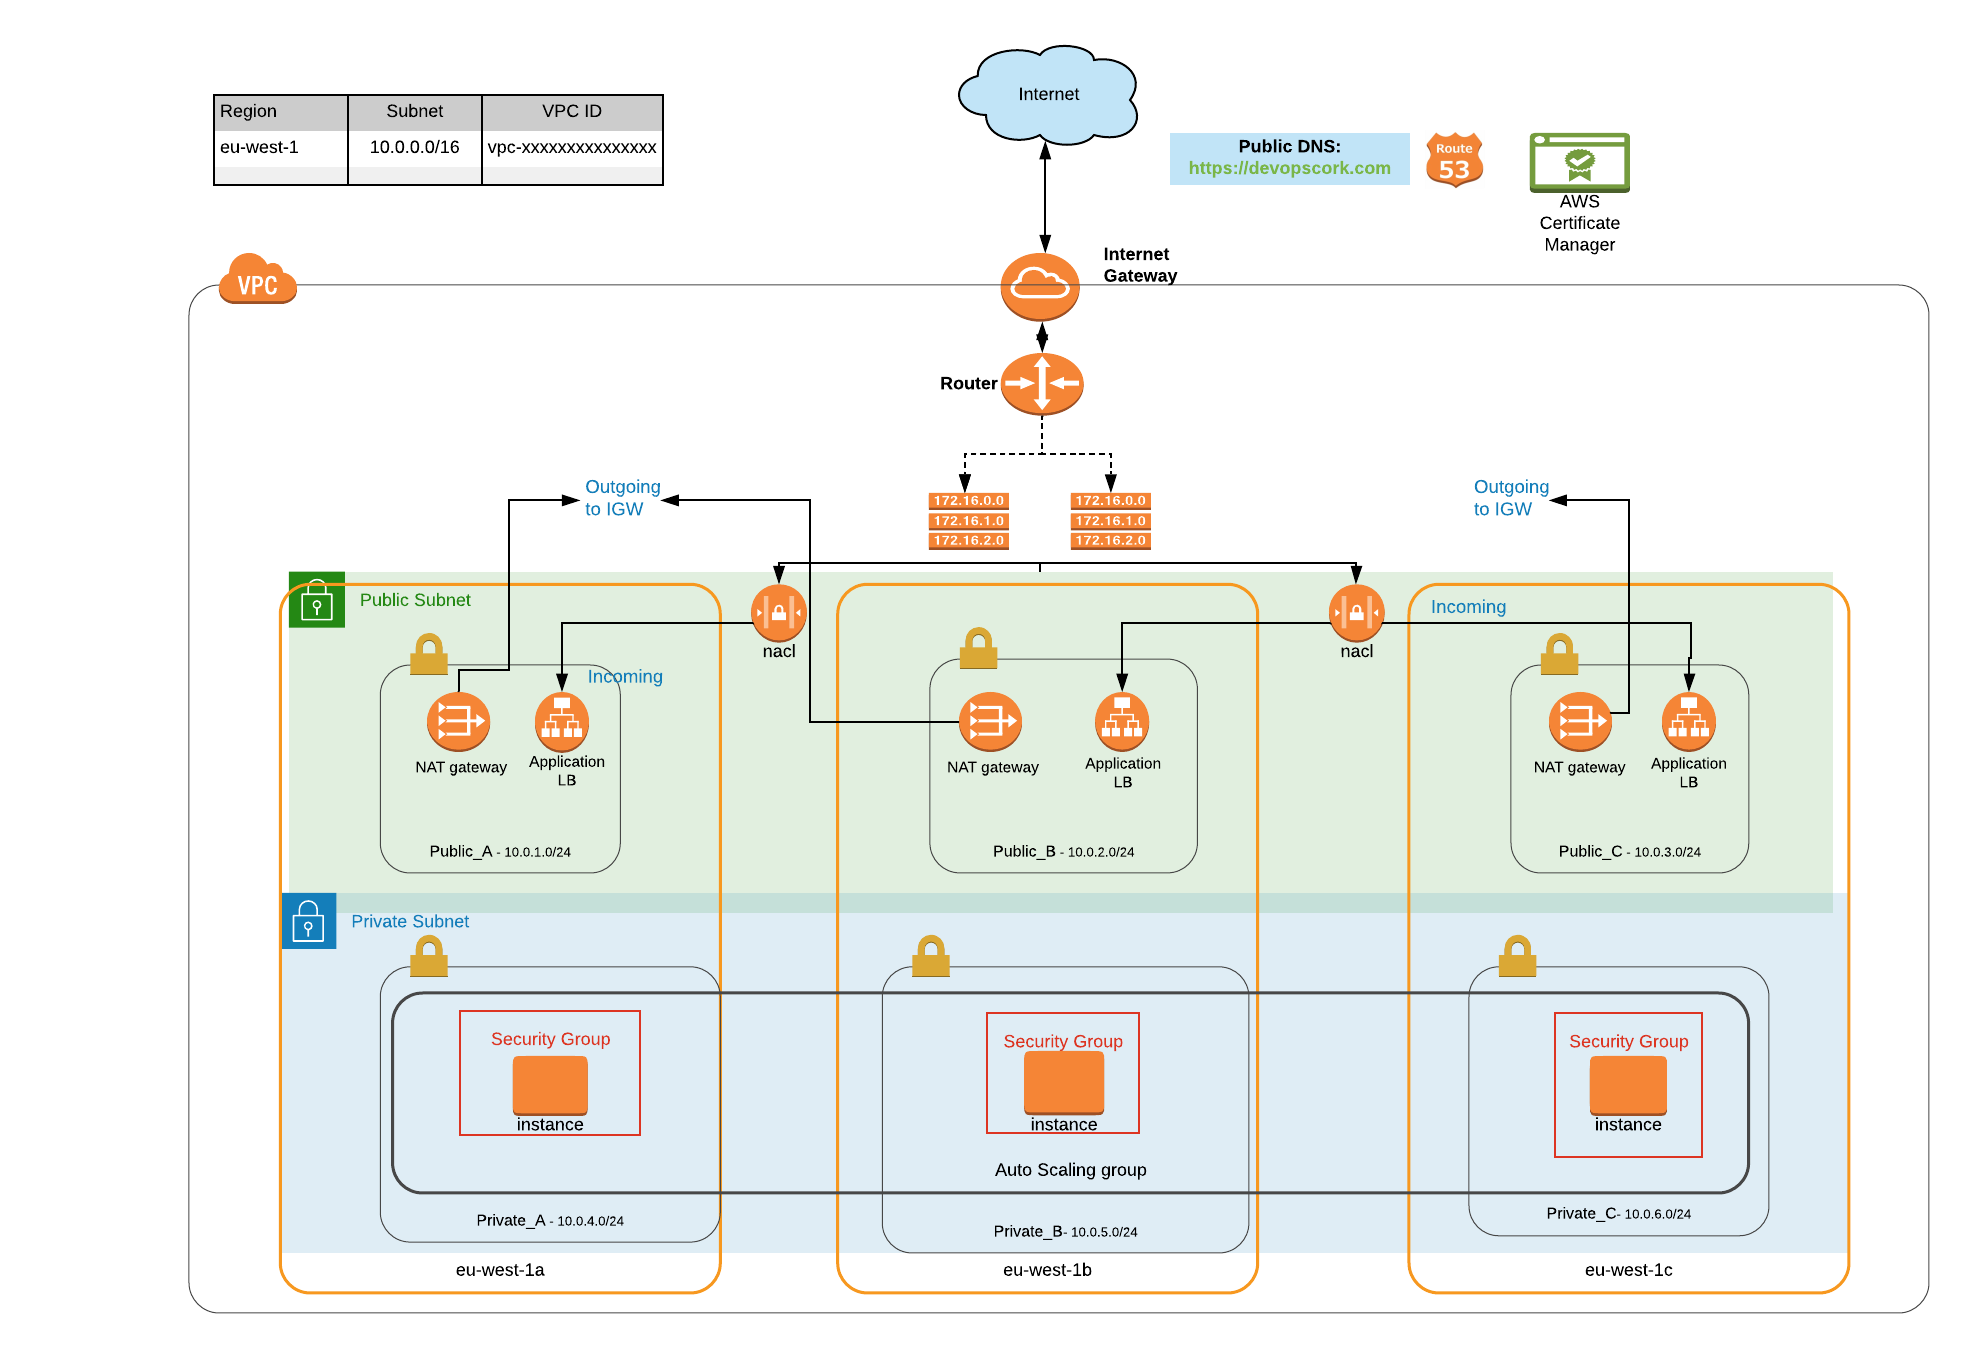 Internet
Region Subnet VPC ID
eu-west-1 10.0.0.0/16 vpc-xxxxxxxxxxxxxxx
Public DNS:
https://devopscork.com
Route
53
AWS
Certificate
Manager
Internet
Gateway
VPC
Router
Outgoing
to IGW
172.16.0.0
172.16.1.0
172.16.2.0
172.16.0.0
172.16.1.0
172.16.2.0
Outgoing
to IGW
Public Subnet
Incoming
nacl
nacl
Incoming
NAT gateway
Application
LB
NAT gateway
Application
LB
NAT gateway
Application
LB
Public_A - 10.0.1.0/24
Public_B - 10.0.2.0/24
Public_C - 10.0.3.0/24
Private Subnet
Security Group
instance
Security Group
instance
Security Group
instance
Auto Scaling group
Private_A - 10.0.4.0/24
Private_B- 10.0.5.0/24
Private_C- 10.0.6.0/24
eu-west-1a
eu-west-1b
eu-west-1c